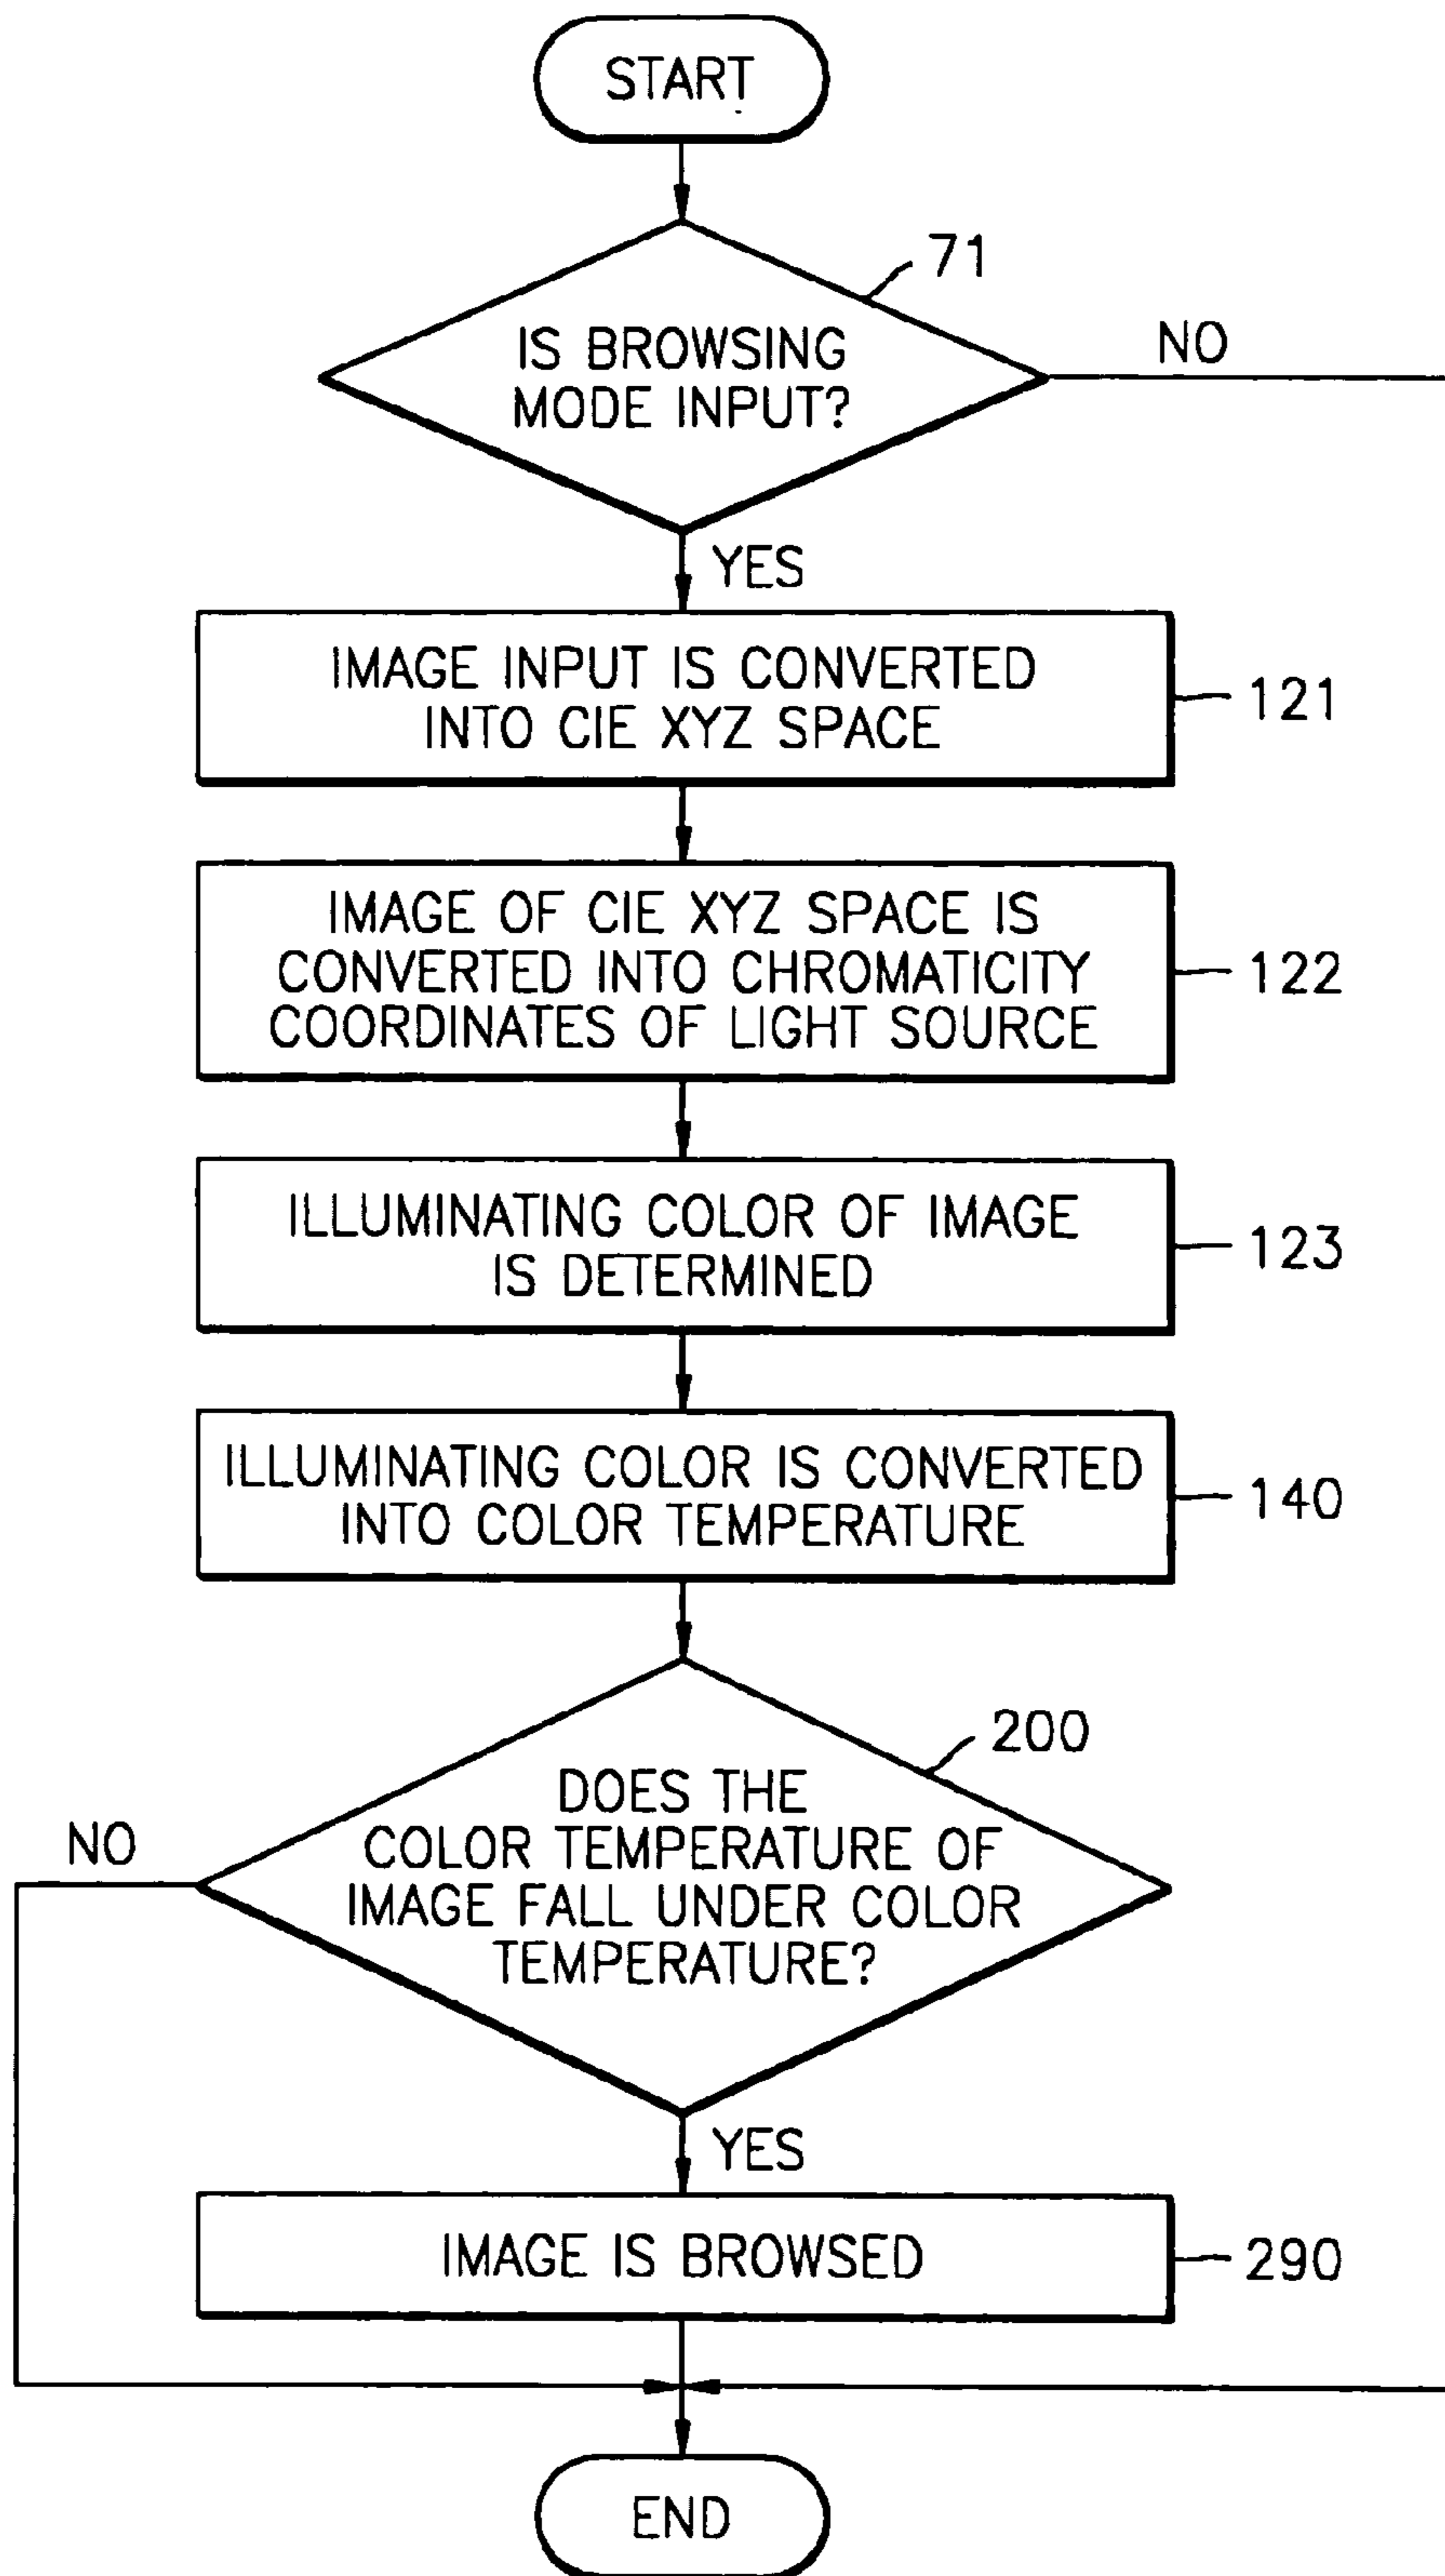 START
71
IS BROWSING
MODE INPUT?
NO
YES
IMAGE INPUT IS CONVERTED
INTO CIE XYZ SPACE
121
IMAGE OF CIE XYZ SPACE IS
CONVERTED INTO CHROMATICITY
COORDINATES OF LIGHT SOURCE
122
ILLUMINATING COLOR OF IMAGE
IS DETERMINED
123
ILLUMINATING COLOR IS CONVERTED
INTO COLOR TEMPERATURE
140
200
DOES THE
COLOR TEMPERATURE OF
IMAGE FALL UNDER COLOR
TEMPERATURE?
NO
YES
IMAGE IS BROWSED
290
END